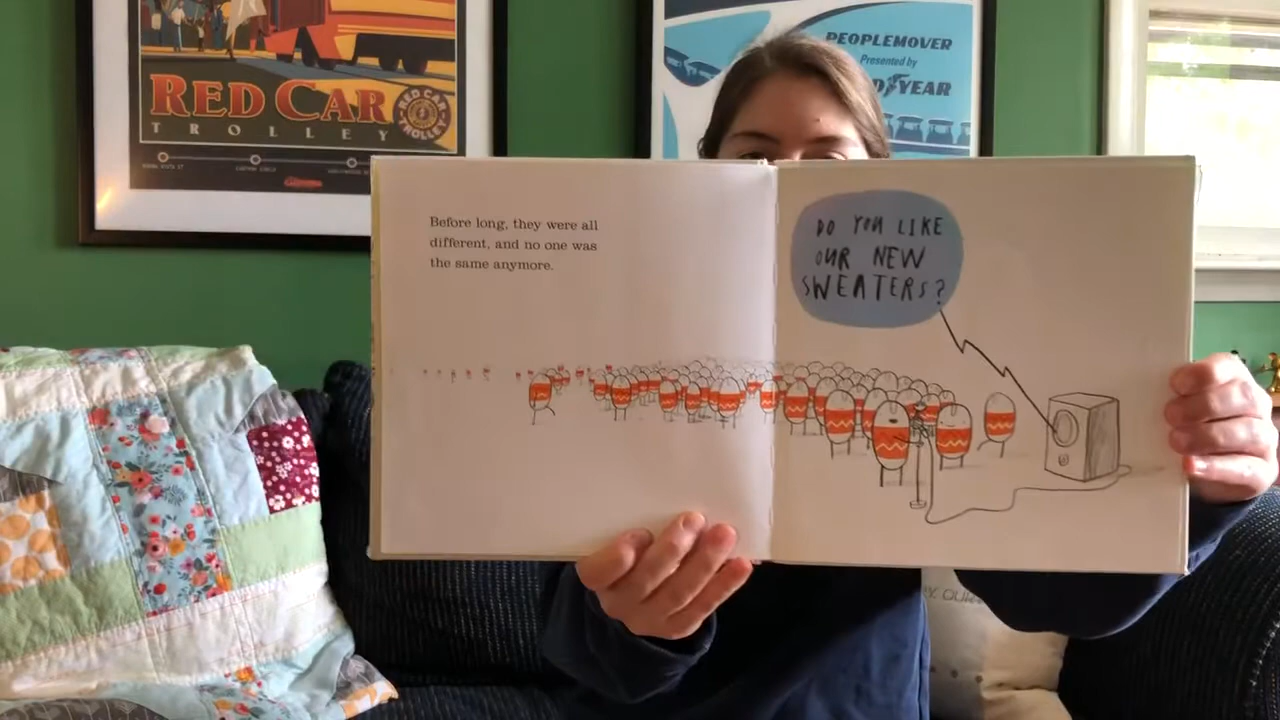 RED CAR
TROLLEY
RED CAR
TROLLEY
PEOPLEMOVER
Presented by
YEAR
Before long, they were all
different, and no one was
the same anymore.
DO YOU LIKE
OUR NEW
SWEATERS?